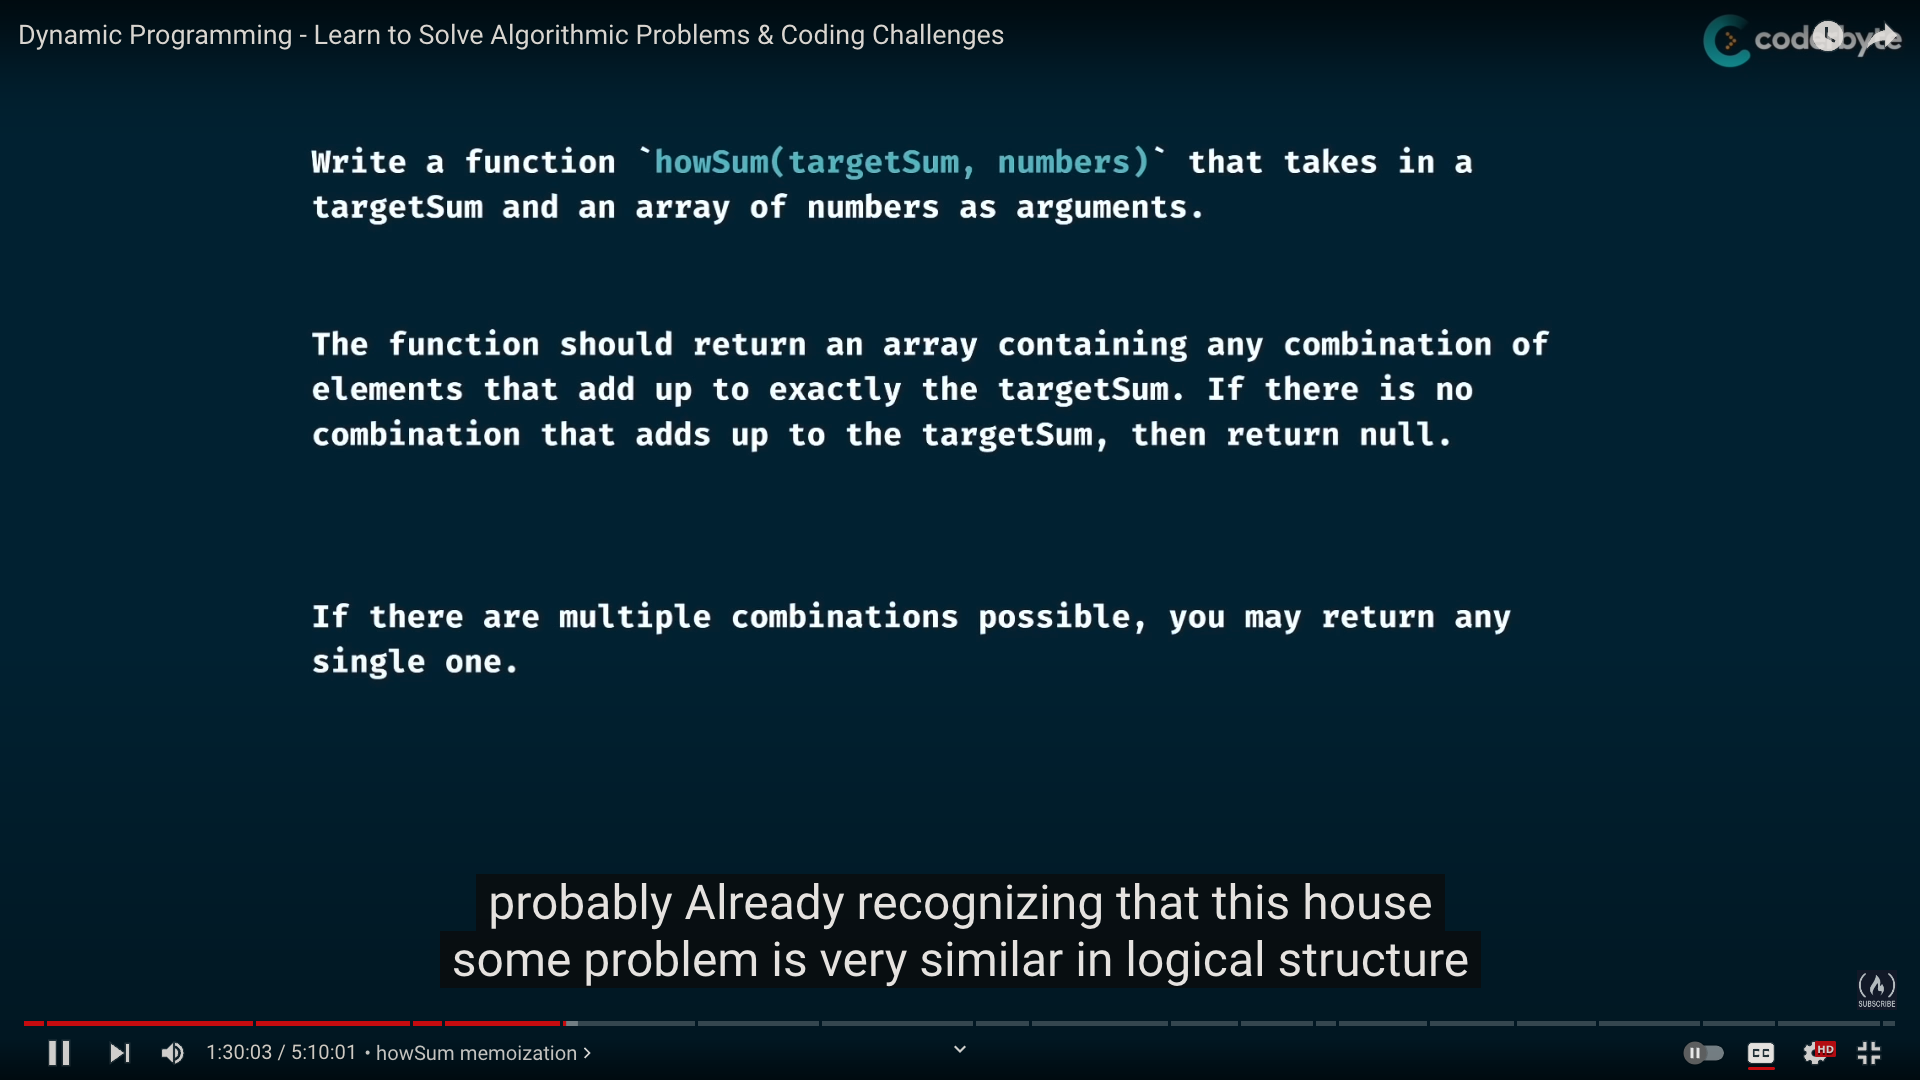 Dynamic Programming - Learn to Solve Algorithmic Problems & Coding Challenges
coderbyte
Write a function `howSum(targetSum, numbers)` that takes in a
targetSum and an array of numbers as arguments.
The function should return an array containing any combination of
elements that add up to exactly the targetSum. If there is no
combination that adds up to the targetSum, then return null.
If there are multiple combinations possible, you may return any
single one.
probably Already recognizing that this house
some problem is very similar in logical structure
SUBSCRIBE
1:30:03 / 5:10:01 • howSum memoization >
CC
HD